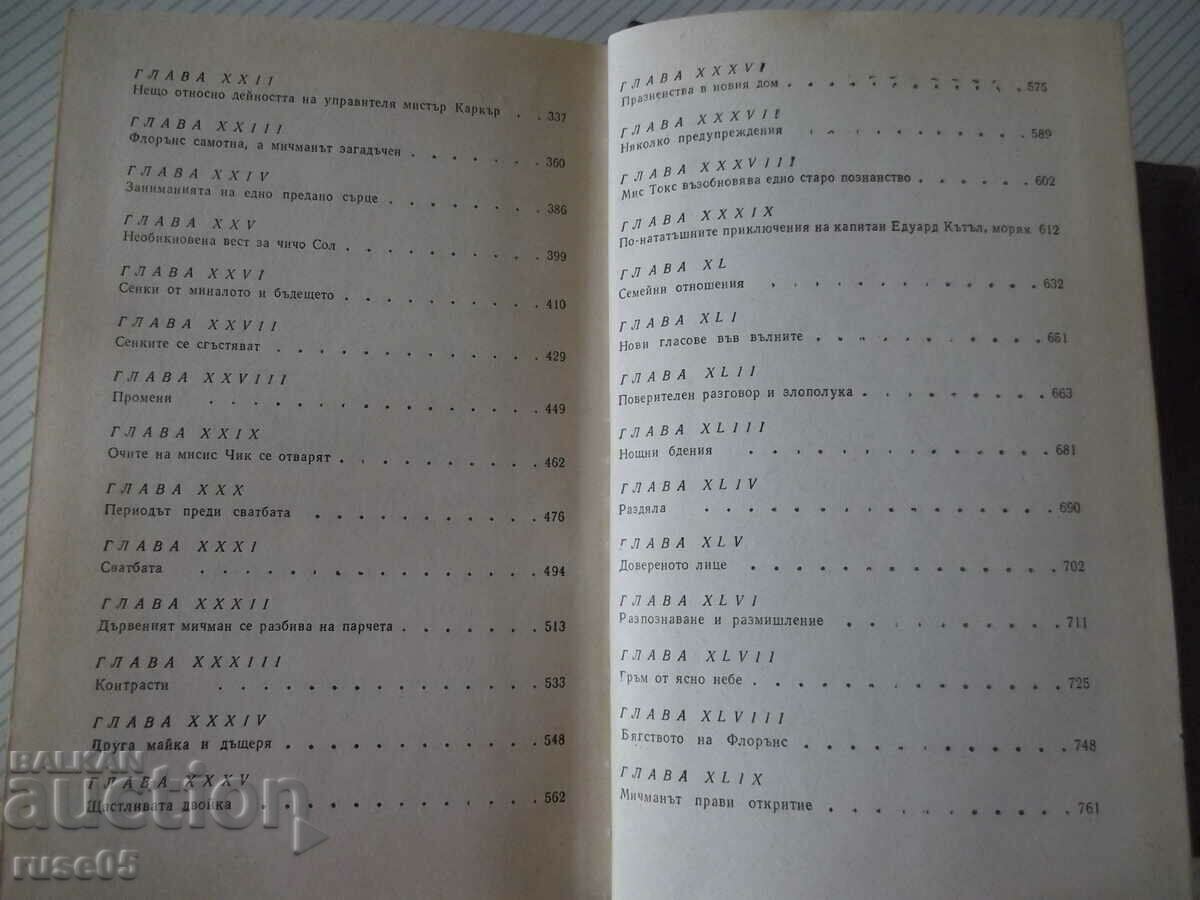 ГЛАВА XXII
Нещо относно дейността на управителя мистър Каркър . . 337
ГЛАВА XXIII
Флорънс самотна, а мичманът загадъчен . . . . . . . 360
ГЛАВА XXIV
Заниманията на едно предано сърце . . . . . . . . 386
ГЛАВА XXV
Необикновена вест за чичо Сол . . . . . . . . . . 399
ГЛАВА XXVI
Сенки от миналото и бъдещето . . . . . . . . . . 410
ГЛАВА XXVII
Сенките се сгъстяват . . . . . . . . . . . . . 429
ГЛАВА XXVIII
Промени . . . . . . . . . . . . . . . . 449
ГЛАВА XXIX
Очите на мисис Чик се отварят . . . . . . . . . . 462
ГЛАВА XXX
Периодът преди сватбата . . . . . . . . . . . 476
ГЛАВА XXXI
Сватбата . . . . . . . . . . . . . . . . 494
ГЛАВА XXXII
Дървеният мичман се разбива на парчета . . . . . . . 513
ГЛАВА XXXIII
Контрасти . . . . . . . . . . . . . . . 533
ГЛАВА XXXIV
Друга майка и дъщеря . . . . . . . . . . . . . 548
ГЛАВА XXXV
Щастливата двойка . . . . . . . . . . . . . . 562
ГЛАВА XXXVI
Празненства в новия дом . . . . . . . . . . . 575
ГЛАВА XXXVII
Няколко предупреждения . . . . . . . . . . . 589
ГЛАВА XXXVIII
Мис Токс възобновява едно старо познанство . . . . . . 602
ГЛАВА XXXIX
По-нататъшните приключения на капитан Едуард Кътъл, моряк 612
ГЛАВА XL
Семейни отношения . . . . . . . . . . . . . 632
ГЛАВА XLI
Нови гласове във вълните . . . . . . . . . . . 651
ГЛАВА XLII
Поверителен разговор и злополука . . . . . . . . . 663
ГЛАВА XLIII
Нощни бдения . . . . . . . . . . . . . . 681
ГЛАВА XLIV
Раздяла . . . . . . . . . . . . . . . . 690
ГЛАВА XLV
Довереното лице . . . . . . . . . . . . . . 702
ГЛАВА XLVI
Разпознаване и размишление . . . . . . . . . . 711
ГЛАВА XLVII
Гръм от ясно небе . . . . . . . . . . . . . . 725
ГЛАВА XLVIII
Бягството на Флорънс . . . . . . . . . . . . 748
ГЛАВА XLIX
Мичманът прави откритие . . . . . . . . . . . 761
BALKAN
auction
ruse05